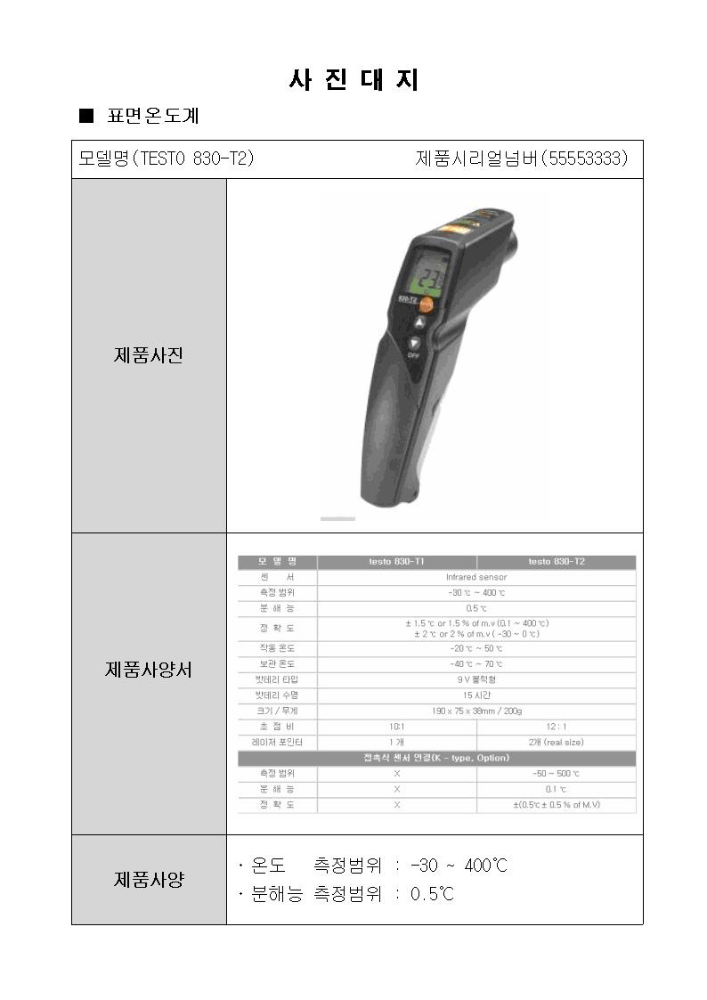 사 진 대 지
■ 표면온도계
모델명(TESTO 830-T2) 제품시리얼넘버(55553333)
제품사진
23.
830-T2
OFF
제품사양서
모 델 명 testo 830-T1 testo 830-T2
센 서 Infrared sensor
측정 범위 -30 ℃ ~ 400 ℃
분 해 능 0.5 ℃
정 확 도 ± 1.5 ℃ or 1.5 % of m.v (0.1 ~ 400 ℃)
± 2 ℃ or 2 % of m.v ( -30 ~ 0 ℃)
작동 온도 -20 ℃ ~ 50 ℃
보관 온도 -40 ℃ ~ 70 ℃
밧데리 타입 9 V 블럭형
밧데리 수명 15 시간
크기 / 무게 190 x 75 x 38mm / 200g
초 점 비 10:1 12 : 1
레이저 포인터 1 개 2개 (real size)
접촉식 센서 연결(K - type, Option)
측정 범위 X -50 ~ 500 ℃
분 해 능 X 0.1 ℃
정 확 도 X ±(0.5℃ ± 0.5 % of M.V)
제품사양
· 온도 측정범위 : -30 ~ 400℃
· 분해능 측정범위 : 0.5℃